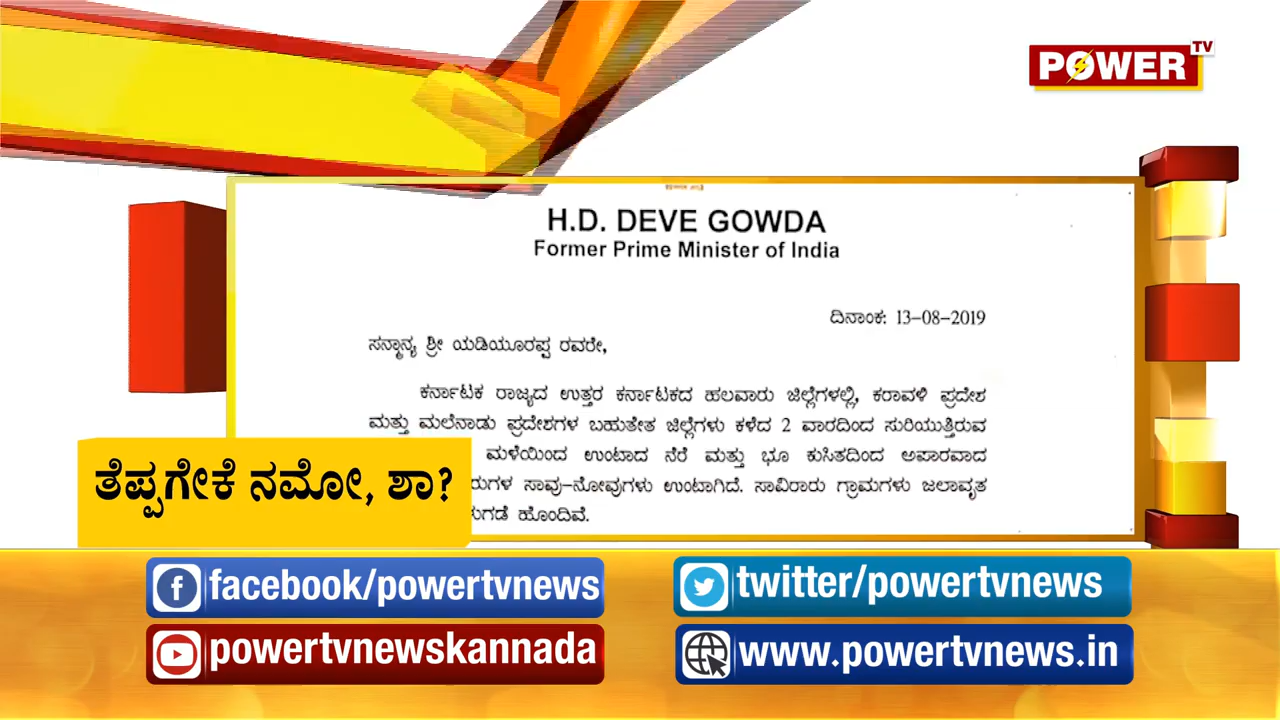 POWER TV
H.D. DEVE GOWDA
Former Prime Minister of India
ದಿನಾಂಕ: 13-08-2019
ಸನ್ಮಾನ್ಯ ಶ್ರೀ ಯಡಿಯೂರಪ್ಪ ರವರೇ,
ಕರ್ನಾಟಕ ರಾಜ್ಯದ ಉತ್ತರ ಕರ್ನಾಟಕದ ಹಲವಾರು ಜಿಲ್ಲೆಗಳಲ್ಲಿ, ಕರಾವಳಿ ಪ್ರದೇಶ
ಮತ್ತು ಮಲೆನಾಡು ಪ್ರದೇಶಗಳ ಬಹುತೇತ ಜಿಲ್ಲೆಗಳು ಕಳೆದ 2 ವಾರದಿಂದ ಸುರಿಯುತ್ತಿರುವ
ಮಳೆಯಿಂದ ಉಂಟಾದ ನೆರೆ ಮತ್ತು ಭೂ ಕುಸಿತದಿಂದ ಅಪಾರವಾದ
ಸಾವು-ನೋವುಗಳು ಉಂಟಾಗಿದೆ. ಸಾವಿರಾರು ಗ್ರಾಮಗಳು ಜಲಾವೃತ
ಹೊಂದಿವೆ.
ತೆಪ್ಪಗೇಕೆ ನಮೋ, ಶಾ?
facebook/powertvnews
twitter/powertvnews
powertvnewskannada
www.powertvnews.in